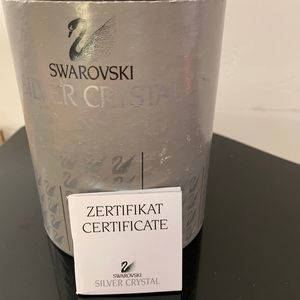 SWAROVSKI
SILVER CRYSTAL
ZERTIFIKAT
CERTIFICATE
SWAROVSKI
SILVER CRYSTAL